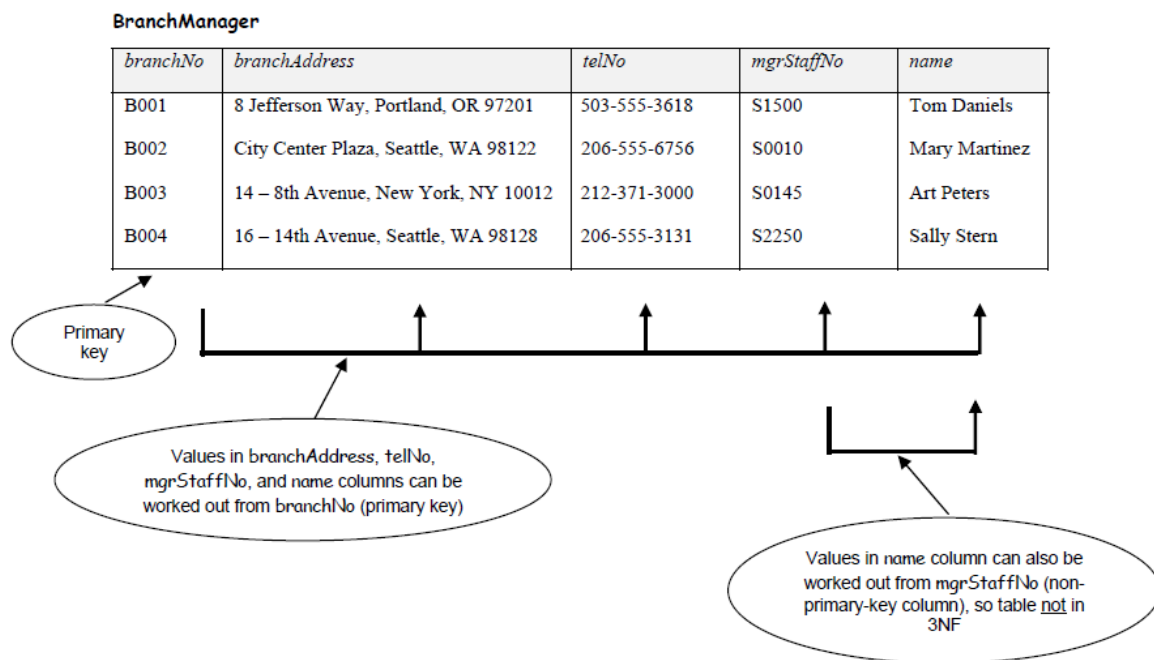 BranchManager
branchNo branchAddress telNo mgrStaffNo name
B001 8 Jefferson Way, Portland, OR 97201 503-555-3618 S1500 Tom Daniels
B002 City Center Plaza, Seattle, WA 98122 206-555-6756 S0010 Mary Martinez
B003 14 – 8th Avenue, New York, NY 10012 212-371-3000 S0145 Art Peters
B004 16 – 14th Avenue, Seattle, WA 98128 206-555-3131 S2250 Sally Stern
Primary
key
Values in branchAddress, telNo,
mgrStaffNo, and name columns can be
worked out from branchNo (primary key)
Values in name column can also be
worked out from mgrStaffNo (non-
primary-key column), so table not in
3NF